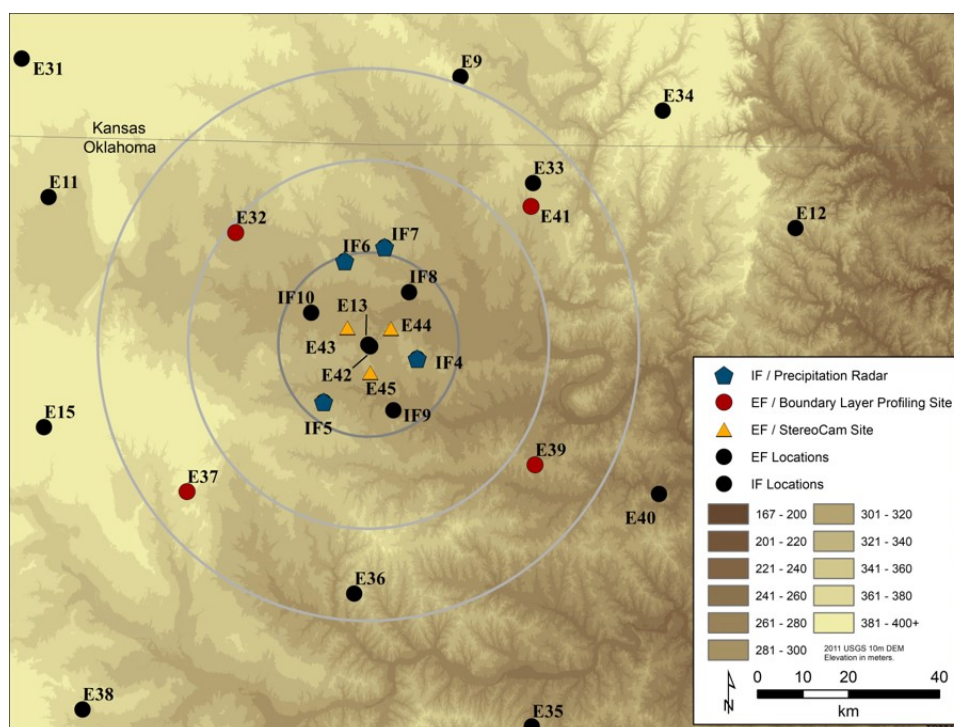 E31
E9
E34
Kansas
Oklahoma
E33
E11
E41
E12
E32
IF7
IF6
IF8
IF10
E13
E44
E43
IF4
E42
E45
IF5
IF9
E15
E39
E37
E40
E36
E38
E35
IF / Precipitation Radar
EF / Boundary Layer Profiling Site
EF / StereoCam Site
EF Locations
IF Locations
167 - 200
301 - 320
201 - 220
321 - 340
221 - 240
341 - 360
241 - 260
361 - 380
261 - 280
381 - 400+
281 - 300
2011 USGS 10m DEM
Elevation in meters.
N
0 10 20 40
km